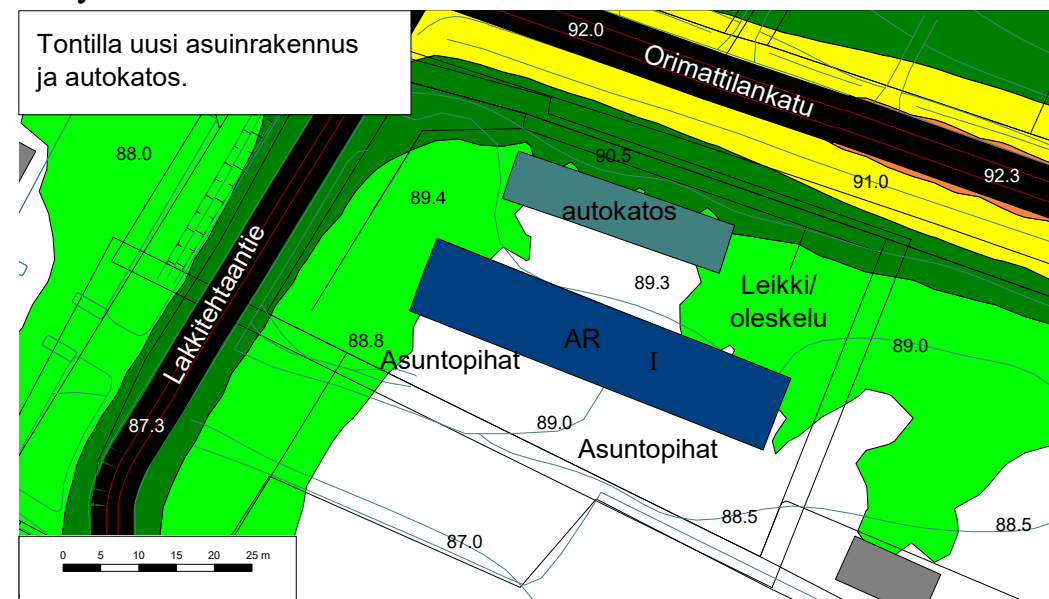 Tontilla uusi asuinrakennus
ja autokatos.
92.0
Orimattilankatu
92.3
88.0
90.5
91.0
89.4
autokatos
89.3
Leikki/
oleskelu
Lakkitehtaantie
88.8
AR
I
89.0
Asuntopihat
89.0
Asuntopihat
87.3
88.5
88.5
87.0
0 5 10 15 20 25 m